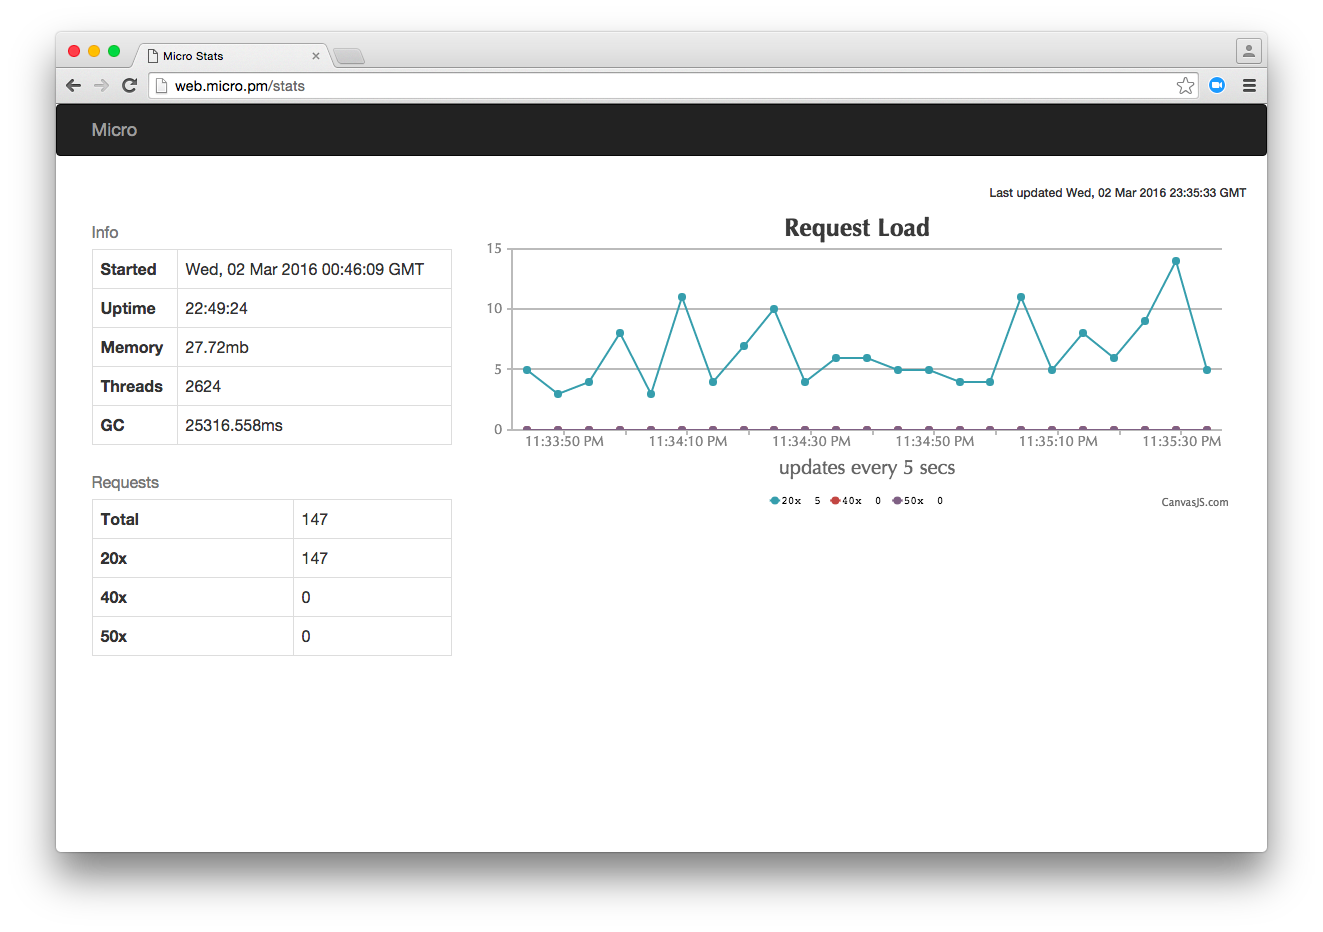 Micro Stats
web.micro.pm/stats
Micro
Last updated Wed, 02 Mar 2016 23:35:33 GMT
Info
Started Wed, 02 Mar 2016 00:46:09 GMT
Uptime 22:49:24
Memory 27.72mb
Threads 2624
GC 25316.558ms
Requests
Total 147
20x 147
40x 0
50x 0
Request Load
15
10
5
0
11:33:50 PM 11:34:10 PM 11:34:30 PM 11:34:50 PM 11:35:10 PM 11:35:30 PM
updates every 5 secs
20x 5 40x 0 50x 0
CanvasJS.com